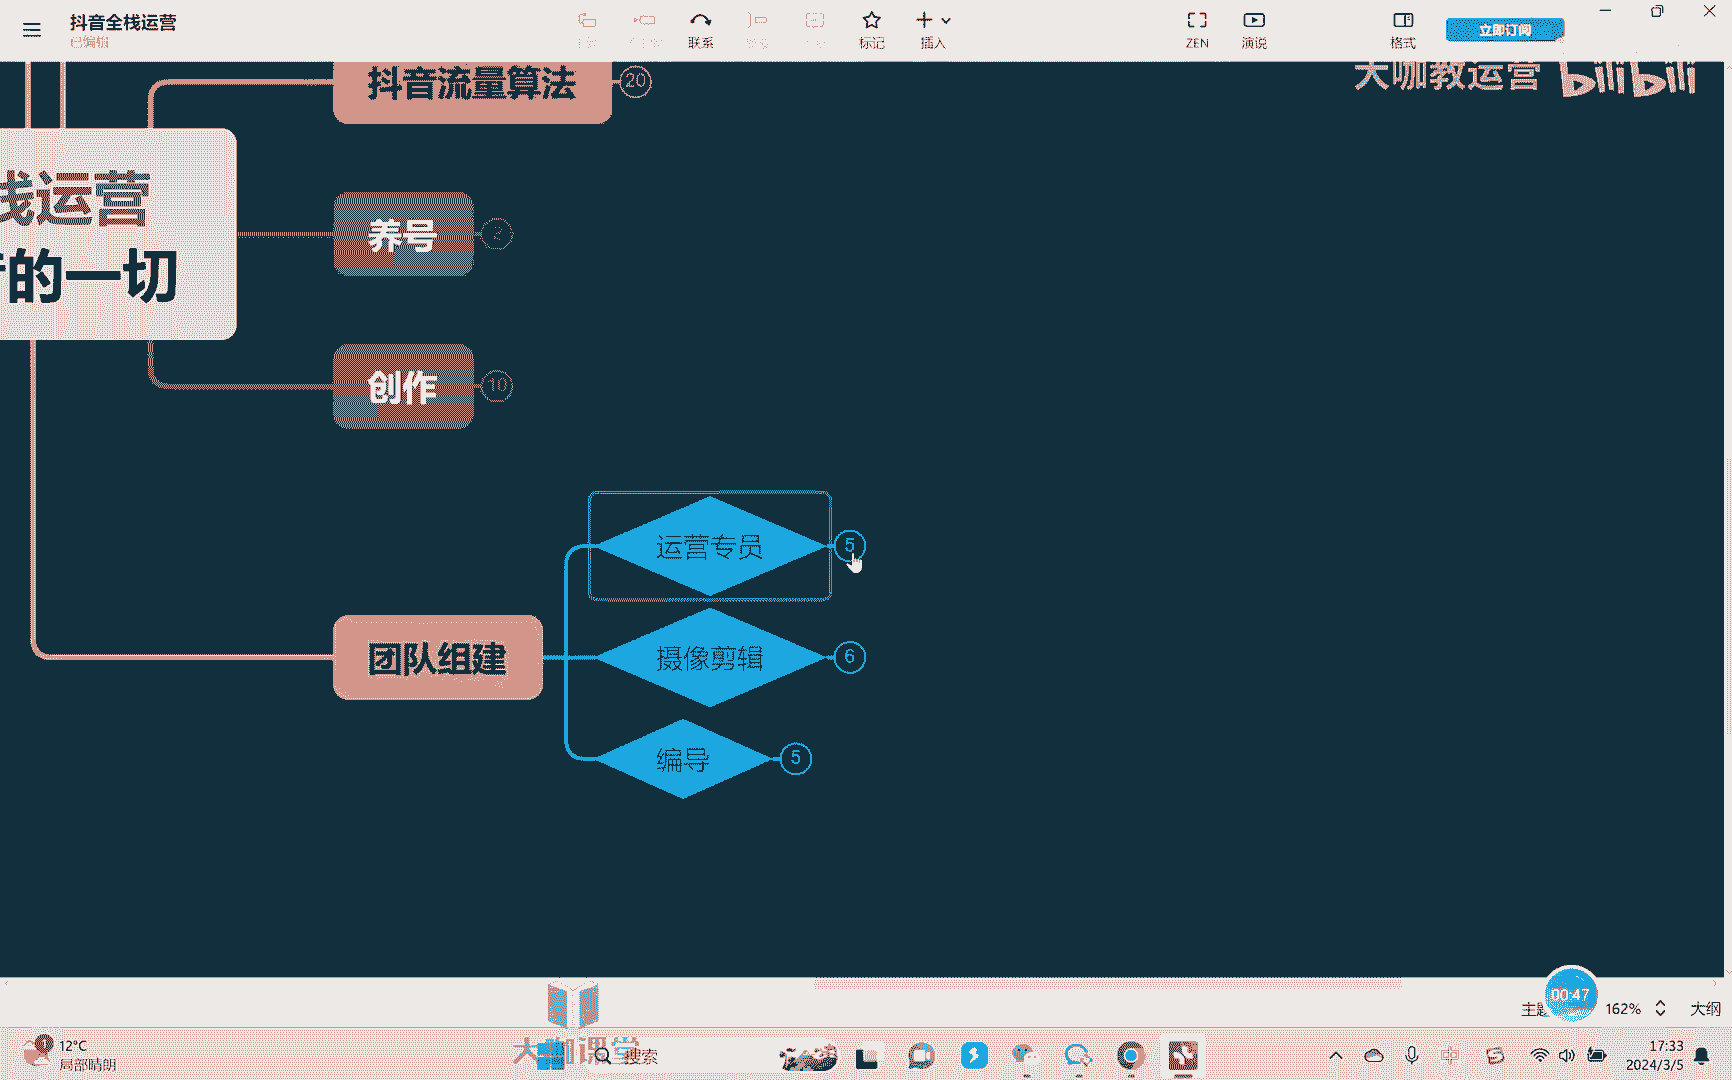 抖音全栈运营
已编辑
联系
标记
插入
ZEN
演说
格式
立即订阅
大咖教运营 bilibili
抖音流量算法
20
栈运营
的一切
养号
2
创作
10
运营专员
5
团队组建
摄像剪辑
6
编导
5
00:47
162%
大纲
12°C
局部晴朗
大咖课堂
搜索
中
17:33
2024/3/5